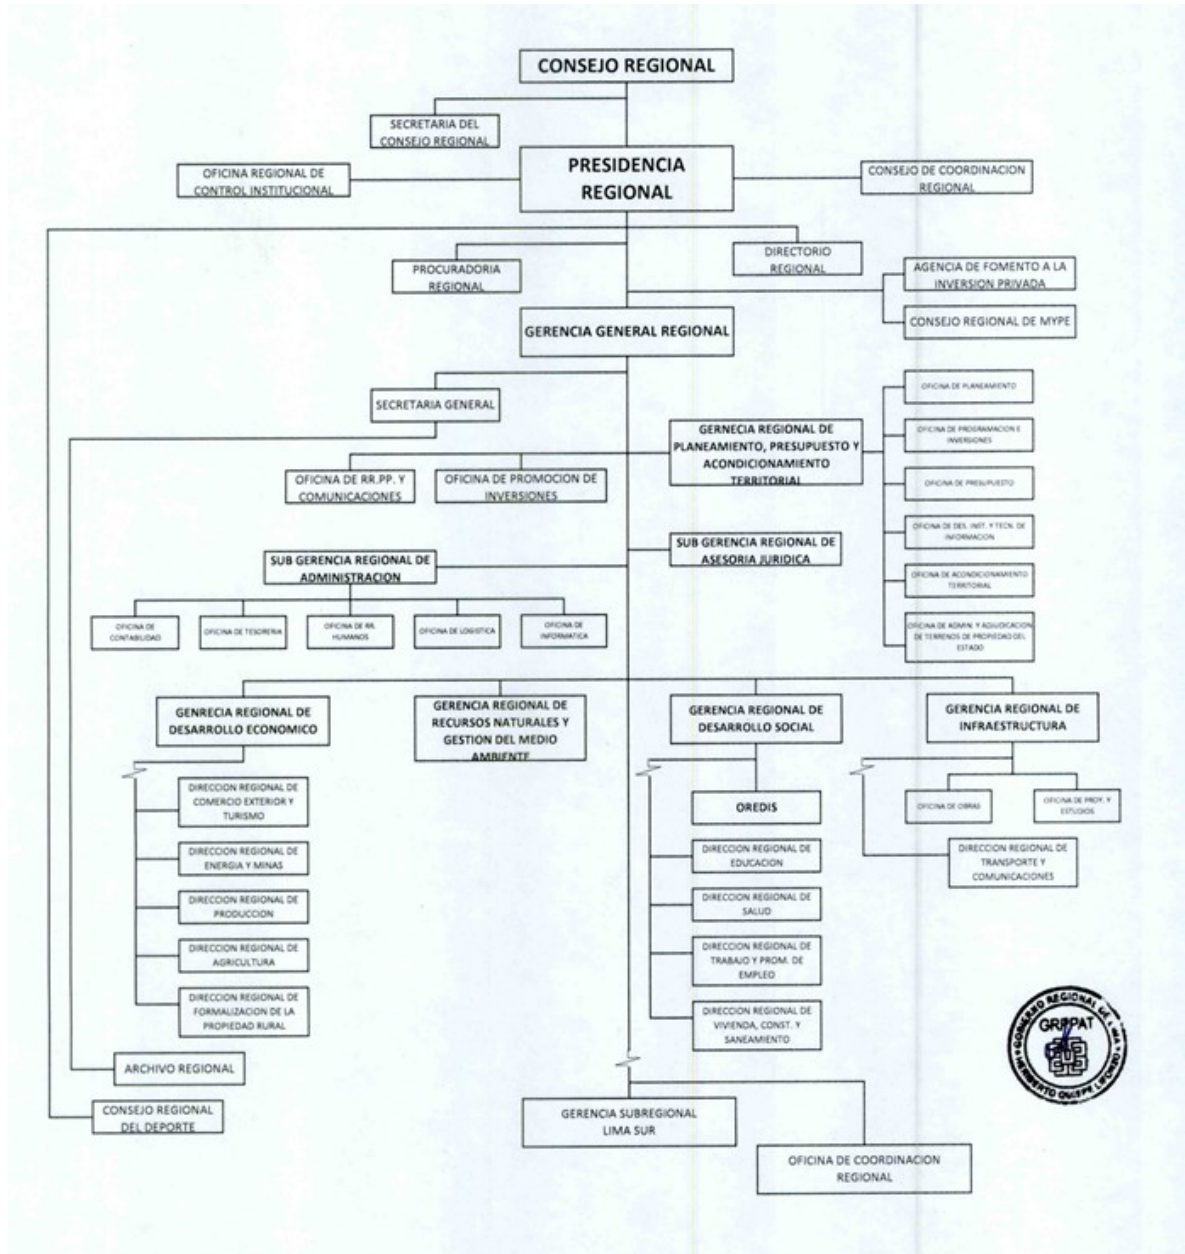 CONSEJO REGIONAL
SECRETARIA DEL
CONSEJO REGIONAL
PRESIDENCIA
REGIONAL
OFICINA REGIONAL DE
CONTROL INSTITUCIONAL
CONSEJO DE COORDINACION
REGIONAL
PROCURADORIA
REGIONAL
DIRECTORIO
REGIONAL
AGENCIA DE FOMENTO A LA
INVERSION PRIVADA
CONSEJO REGIONAL DE MYPE
GERENCIA GENERAL REGIONAL
SECRETARIA GENERAL
GERNECIA REGIONAL DE
PLANEAMIENTO, PRESUPUESTO Y
ACONDICIONAMIENTO
TERRITORIAL
OFICINA DE PLANEAMIENTO
OFICINA DE PROGRAMACION E
INVERSIONES
OFICINA DE PRESUPUESTO
OFICINA DE DES. INST. Y TECN. DE
INFORMACION
OFICINA DE ACONDICIONAMIENTO
TERRITORIAL
OFICINA DE ADMIN. Y ADJUDICACION
DE TERRENOS DE PROPIEDAD DEL
ESTADO
OFICINA DE RR.PP. Y
COMUNICACIONES
OFICINA DE PROMOCION DE
INVERSIONES
SUB GERENCIA REGIONAL DE
ASESORIA JURIDICA
SUB GERENCIA REGIONAL DE
ADMINISTRACION
OFICINA DE
CONTABLIDAD
OFICINA DE TESORERIA
OFICINA DE RR.
HUMANOS
OFICINA DE LOGISTICA
OFICINA DE
INFORMATICA
GENRECIA REGIONAL DE
DESARROLLO ECONOMICO
GERENCIA REGIONAL DE
RECURSOS NATURALES Y
GESTION DEL MEDIO
AMBIENTE
GERENCIA REGIONAL DE
DESARROLLO SOCIAL
GERENCIA REGIONAL DE
INFRAESTRUCTURA
DIRECCION REGIONAL DE
COMERCIO EXTERIOR Y
TURISMO
DIRECCION REGIONAL DE
ENERGIA Y MINAS
DIRECCION REGIONAL DE
PRODUCCION
DIRECCION REGIONAL DE
AGRICULTURA
DIRECCION REGIONAL DE
FORMALIZACION DE LA
PROPIEDAD RURAL
OREDIS
DIRECCION REGIONAL DE
EDUCACION
DIRECCION REGIONAL DE
SALUD
DIRECCION REGIONAL DE
TRABAJO Y PROM. DE
EMPLEO
DIRECCION REGIONAL DE
VIVIENDA, CONST. Y
SANEAMIENTO
OFICINA DE OBRAS
OFICINA DE PROY. Y
ESTUDIOS
DIRECCION REGIONAL DE
TRANSPORTE Y
COMUNICACIONES
ARCHIVO REGIONAL
CONSEJO REGIONAL
DEL DEPORTE
GERENCIA SUBREGIONAL
LIMA SUR
OFICINA DE COORDINACION
REGIONAL
GOBIERNO REGIONAL DE LIMA
GRPPAT
HERIBERTO QUISPE